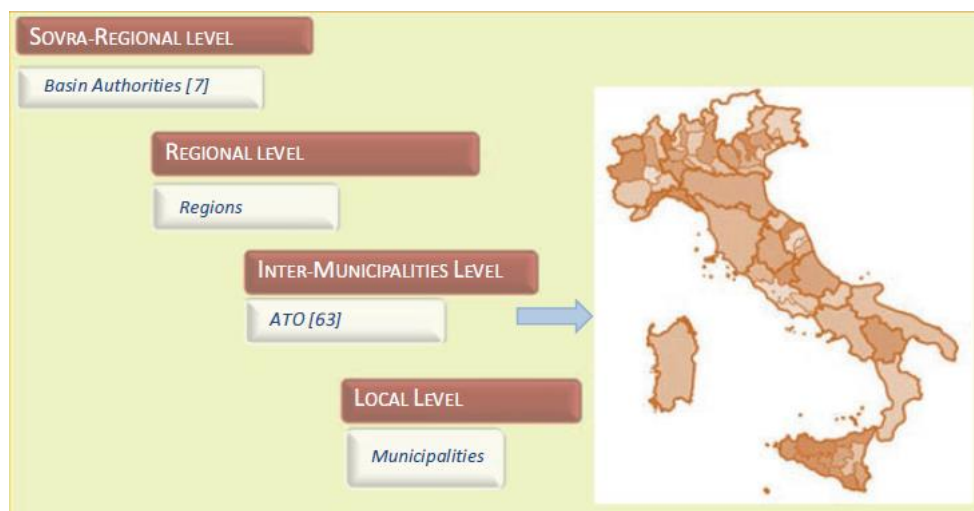 SOVRA-REGIONAL LEVEL
Basin Authorities [7]
REGIONAL LEVEL
Regions
INTER-MUNICIPALITIES LEVEL
ATO [63]
LOCAL LEVEL
Municipalities